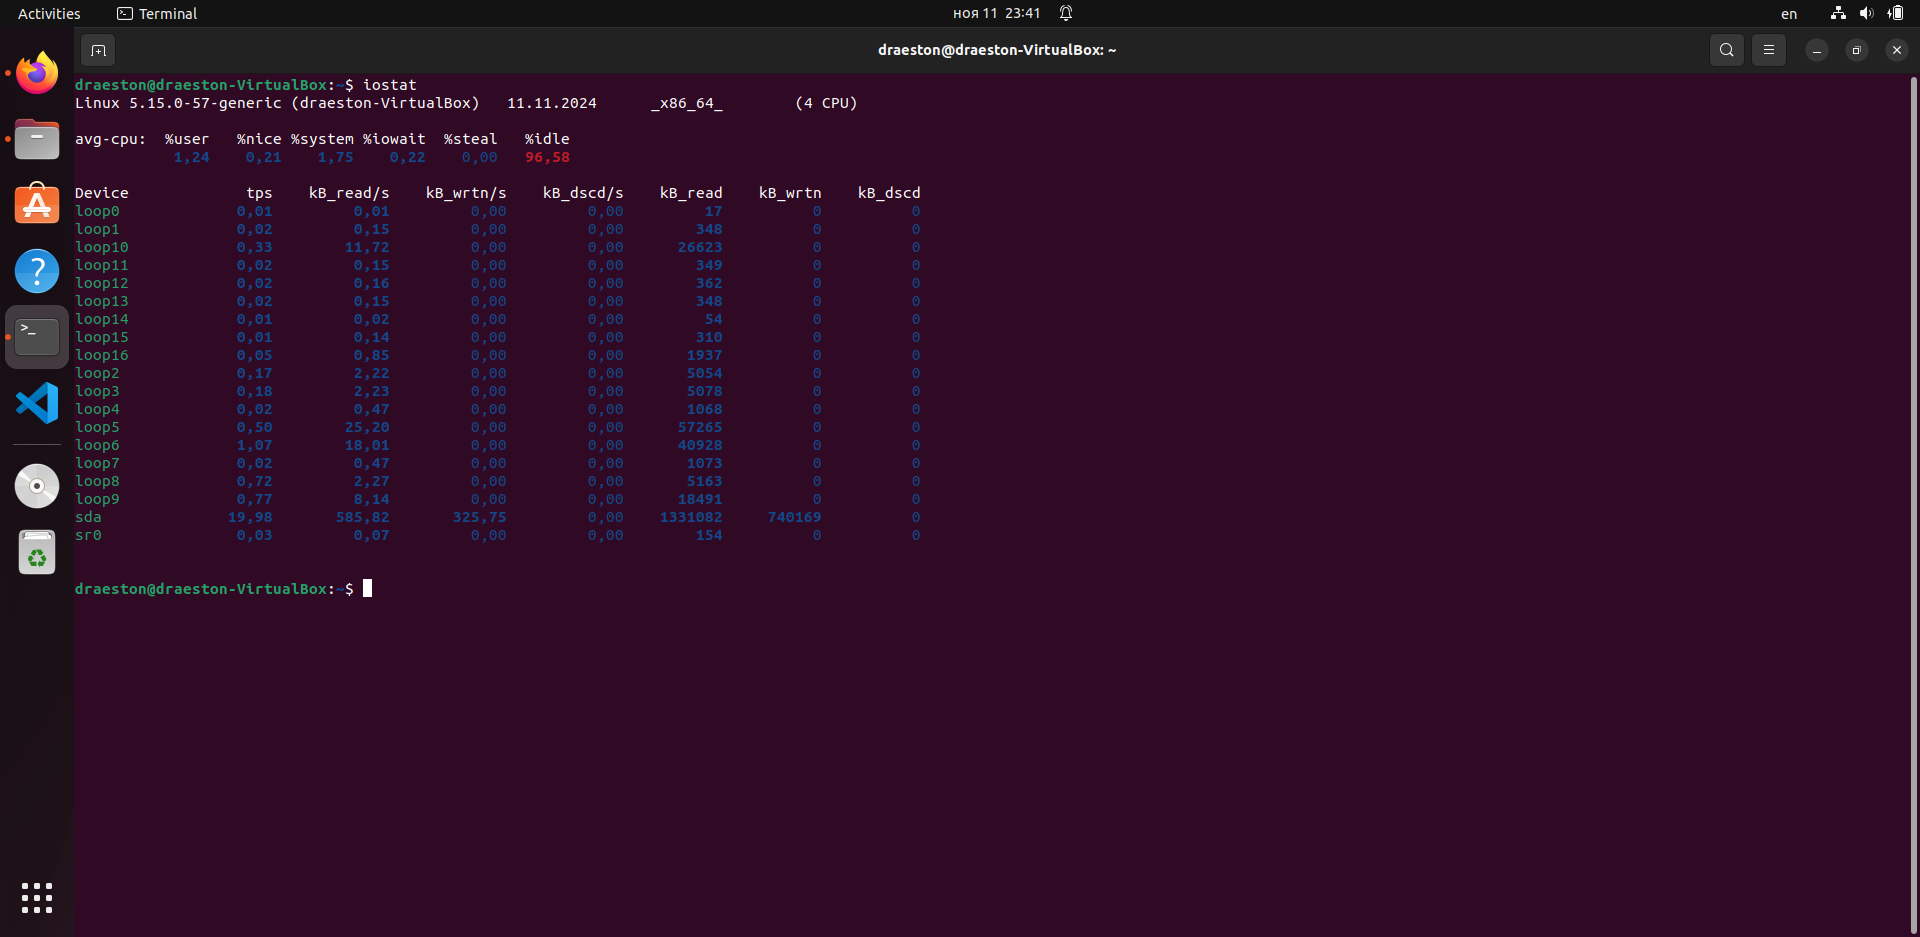 Activities Terminal ноя 11 23:41 en
draeston@draeston-VirtualBox: ~
draeston@draeston-VirtualBox:~$ iostat
Linux 5.15.0-57-generic (draeston-VirtualBox) 11.11.2024 _x86_64_ (4 CPU)
avg-cpu: %user %nice %system %iowait %steal %idle
1,24 0,21 1,75 0,22 0,00 96,58
Device tps kB_read/s kB_wrtn/s kB_dscd/s kB_read kB_wrtn kB_dscd
loop0 0,01 0,01 0,00 0,00 17 0 0
loop1 0,02 0,15 0,00 0,00 348 0 0
loop10 0,33 11,72 0,00 0,00 26623 0 0
loop11 0,02 0,15 0,00 0,00 349 0 0
loop12 0,02 0,16 0,00 0,00 362 0 0
loop13 0,02 0,15 0,00 0,00 348 0 0
loop14 0,01 0,02 0,00 0,00 54 0 0
loop15 0,01 0,14 0,00 0,00 310 0 0
loop16 0,05 0,85 0,00 0,00 1937 0 0
loop2 0,17 2,22 0,00 0,00 5054 0 0
loop3 0,18 2,23 0,00 0,00 5078 0 0
loop4 0,02 0,47 0,00 0,00 1068 0 0
loop5 0,50 25,20 0,00 0,00 57265 0 0
loop6 1,07 18,01 0,00 0,00 40928 0 0
loop7 0,02 0,47 0,00 0,00 1073 0 0
loop8 0,72 2,27 0,00 0,00 5163 0 0
loop9 0,77 8,14 0,00 0,00 18491 0 0
sda 19,98 585,82 325,75 0,00 1331082 740169 0
sr0 0,03 0,07 0,00 0,00 154 0 0
draeston@draeston-VirtualBox:~$